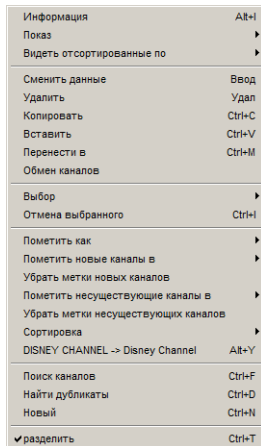 Информация Alt+I
Показ
Видеть отсортированные по
Сменить данные Ввод
Удалить Удал
Копировать Ctrl+C
Вставить Ctrl+V
Перенести в Ctrl+M
Обмен каналов
Выбор
Отмена выбранного Ctrl+I
Пометить как
Пометить новые каналы в
Убрать метки новых каналов
Пометить несуществующие каналы в
Убрать метки несуществующих каналов
Сортировка
DISNEY CHANNEL -> Disney Channel Alt+Y
Поиск каналов Ctrl+F
Найти дубликаты Ctrl+D
Новый Ctrl+N
разделить Ctrl+T